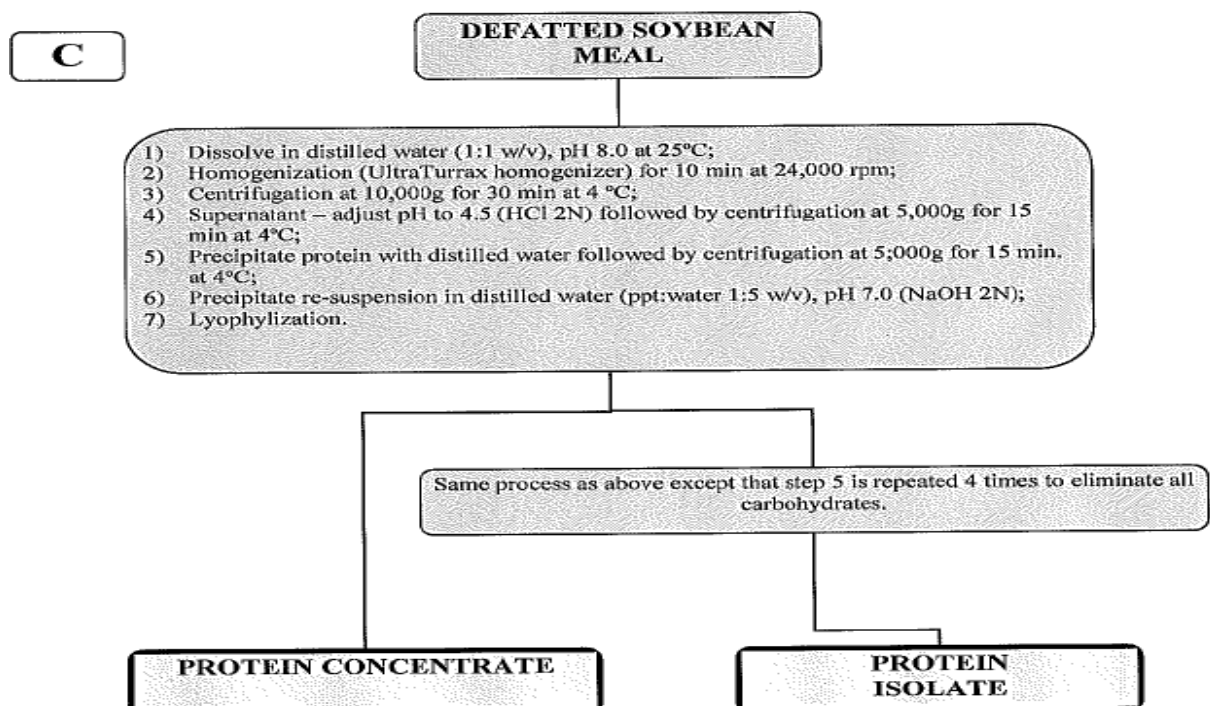 C
DEFATTED SOYBEAN
MEAL
1) Dissolve in distilled water (1:1 w/v), pH 8.0 at 25ºC;
2) Homogenization (UltraTurrax homogenizer) for 10 min at 24,000 rpm;
3) Centrifugation at 10,000g for 30 min at 4 ºC;
4) Supernatant – adjust pH to 4.5 (HCl 2N) followed by centrifugation at 5,000g for 15
min at 4ºC;
5) Precipitate protein with distilled water followed by centrifugation at 5;000g for 15 min.
at 4ºC;
6) Precipitate re-suspension in distilled water (ppt:water 1:5 w/v), pH 7.0 (NaOH 2N);
7) Lyophylization.
Same process as above except that step 5 is repeated 4 times to eliminate all
carbohydrates.
PROTEIN CONCENTRATE
PROTEIN
ISOLATE